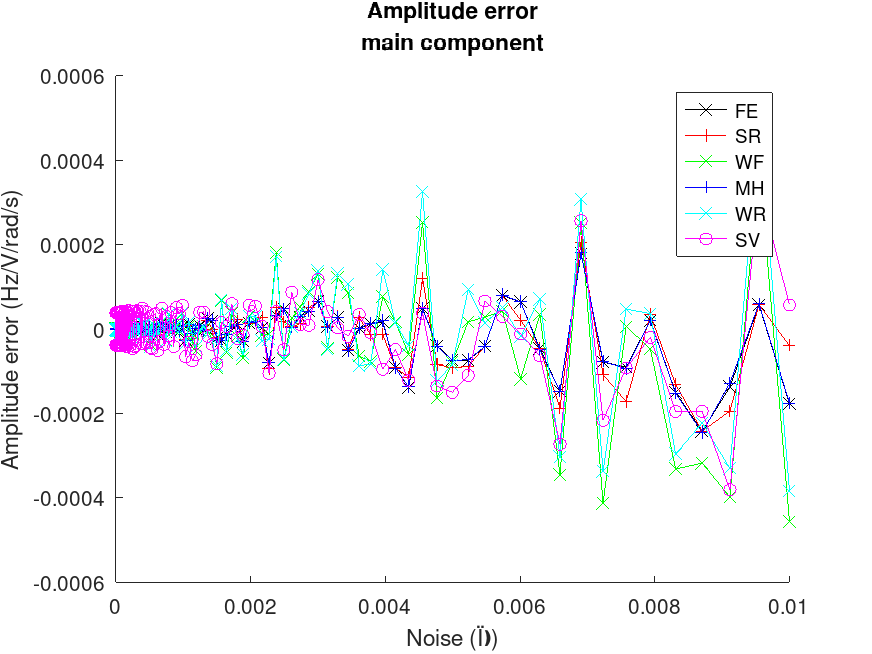 Amplitude error
main component
Amplitude error (Hz/V/rad/s)
0.0006
0.0004
0.0002
0
-0.0002
-0.0004
-0.0006
0
0.002
0.004
0.006
0.008
0.01
Noise
FE
SR
WF
MH
WR
SV